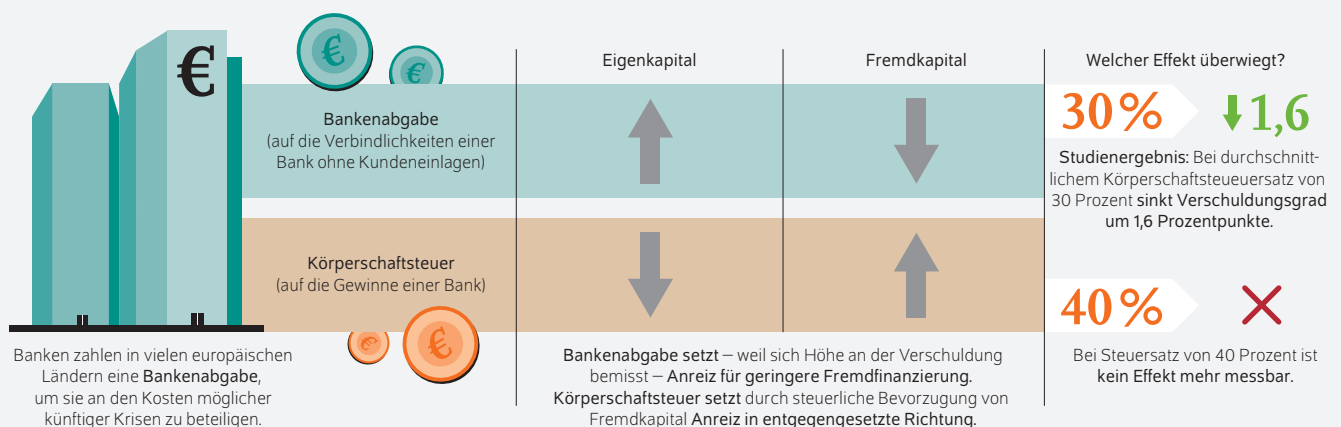 €
€
€
Bankenabgabe
(auf die Verbindlichkeiten einer
Bank ohne Kundeneinlagen)
Körperschaftsteuer
(auf die Gewinne einer Bank)
€
€
Banken zahlen in vielen europäischen
Ländern eine Bankenabgabe,
um sie an den Kosten möglicher
künftiger Krisen zu beteiligen.
Eigenkapital
Fremdkapital
Bankenabgabe setzt – weil sich Höhe an der Verschuldung
bemisst – Anreiz für geringere Fremdfinanzierung.
Körperschaftsteuer setzt durch steuerliche Bevorzugung von
Fremdkapital Anreiz in entgegengesetzte Richtung.
Welcher Effekt überwiegt?
30 % 1,6
Studienergebnis: Bei durchschnitt-
lichem Körperschaftsteuersatz von
30 Prozent sinkt Verschuldungsgrad
um 1,6 Prozentpunkte.
40 %
Bei Steuersatz von 40 Prozent ist
kein Effekt mehr messbar.